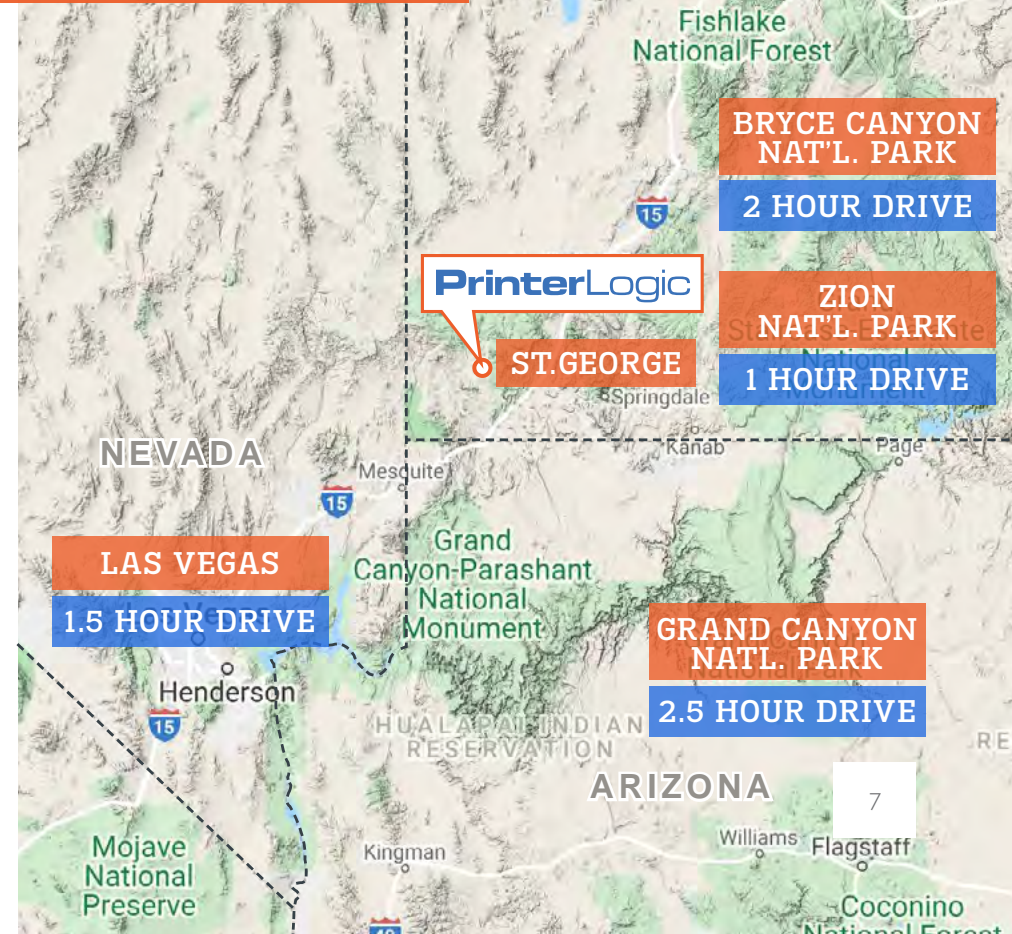 Fishlake
National Forest
BRYCE CANYON
NAT'L. PARK
2 HOUR DRIVE
15
PrinterLogic
ZION
NAT'L. PARK
1 HOUR DRIVE
ST.GEORGE
Springdale
NEVADA
Mesquite
Kanab
Page
15
LAS VEGAS
1.5 HOUR DRIVE
Grand
Canyon-Parashant
National
Monument
GRAND CANYON
NATL. PARK
2.5 HOUR DRIVE
Henderson
15
HUALAPAI INDIAN
RESERVATION
RE
ARIZONA
7
Mojave
National
Preserve
Kingman
Williams
Flagstaff
Coconino
National Forest